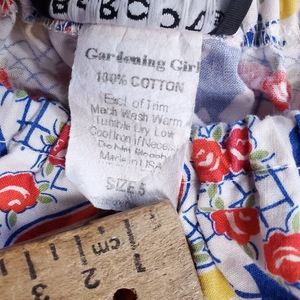 Gardening Girl
100% COTTON
Excl of Trim
Mach Wash Warm
Tumble Dry Low
Cool Iron if Neces
Do Not Bleach
Made in USA
SIZE 5
1
cm
2
3